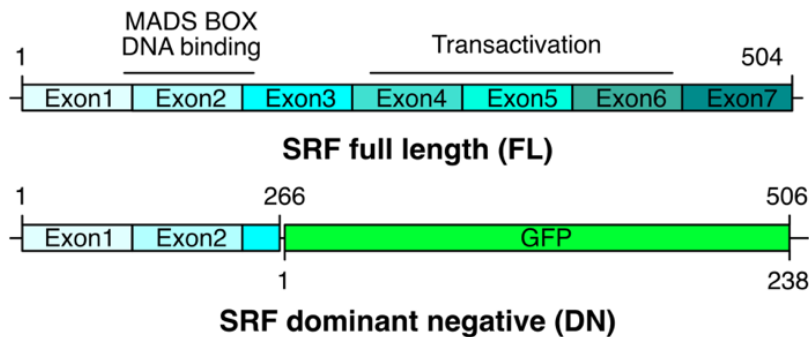 MADS BOX
DNA binding
Transactivation
1
504
Exon1 Exon2 Exon3 Exon4 Exon5 Exon6 Exon7
SRF full length (FL)
1
266
506
Exon1 Exon2 GFP
1
238
SRF dominant negative (DN)